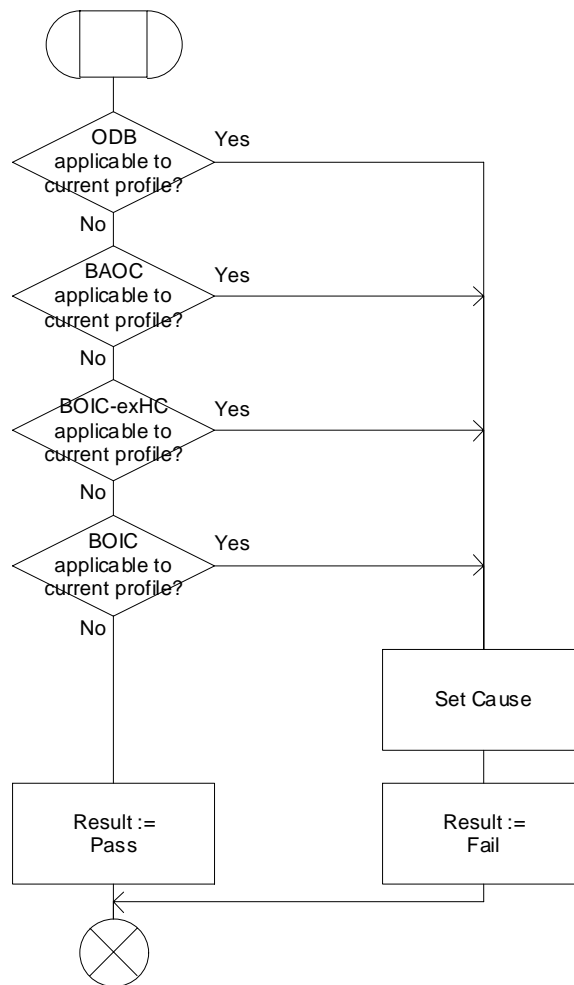 ODB
applicable to
current profile?
Yes
No
BAOC
applicable to
current profile?
Yes
No
BOIC-exHC
applicable to
current profile?
Yes
No
BOIC
applicable to
current profile?
Yes
No
Set Cause
Result :=
Pass
Result :=
Fail